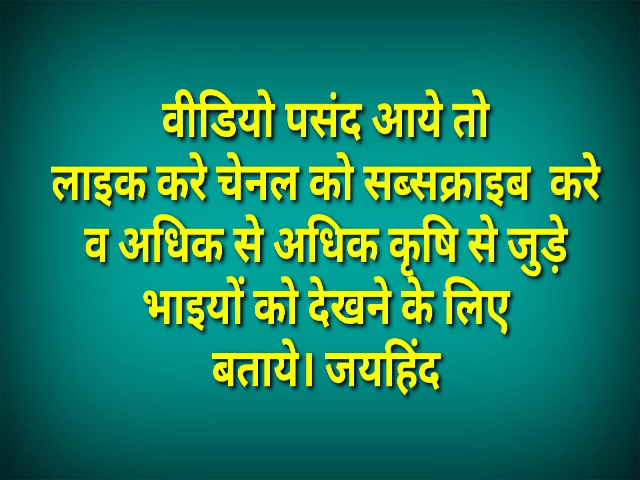 वीडियो पसंद आये तो
लाइक करे चेनल को सब्सक्राइब करे
व अधिक से अधिक कृषि से जुड़े
भाइयों को देखने के लिए
बताये। जयहिंद